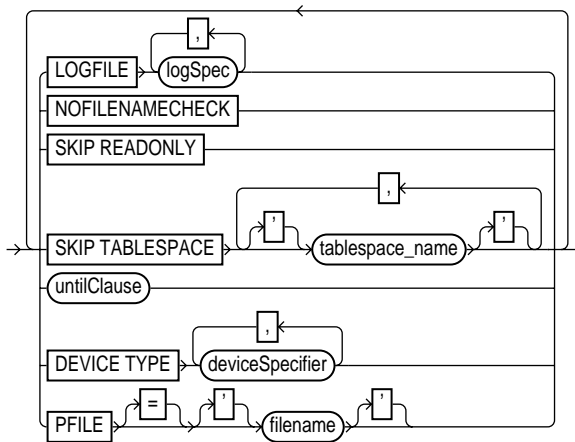 ,
LOGFILE logSpec
NOFILENAMECHECK
SKIP READONLY
,
' '
SKIP TABLESPACE tablespace_name
untilClause
,
DEVICE TYPE deviceSpecifier
= ' '
PFILE filename